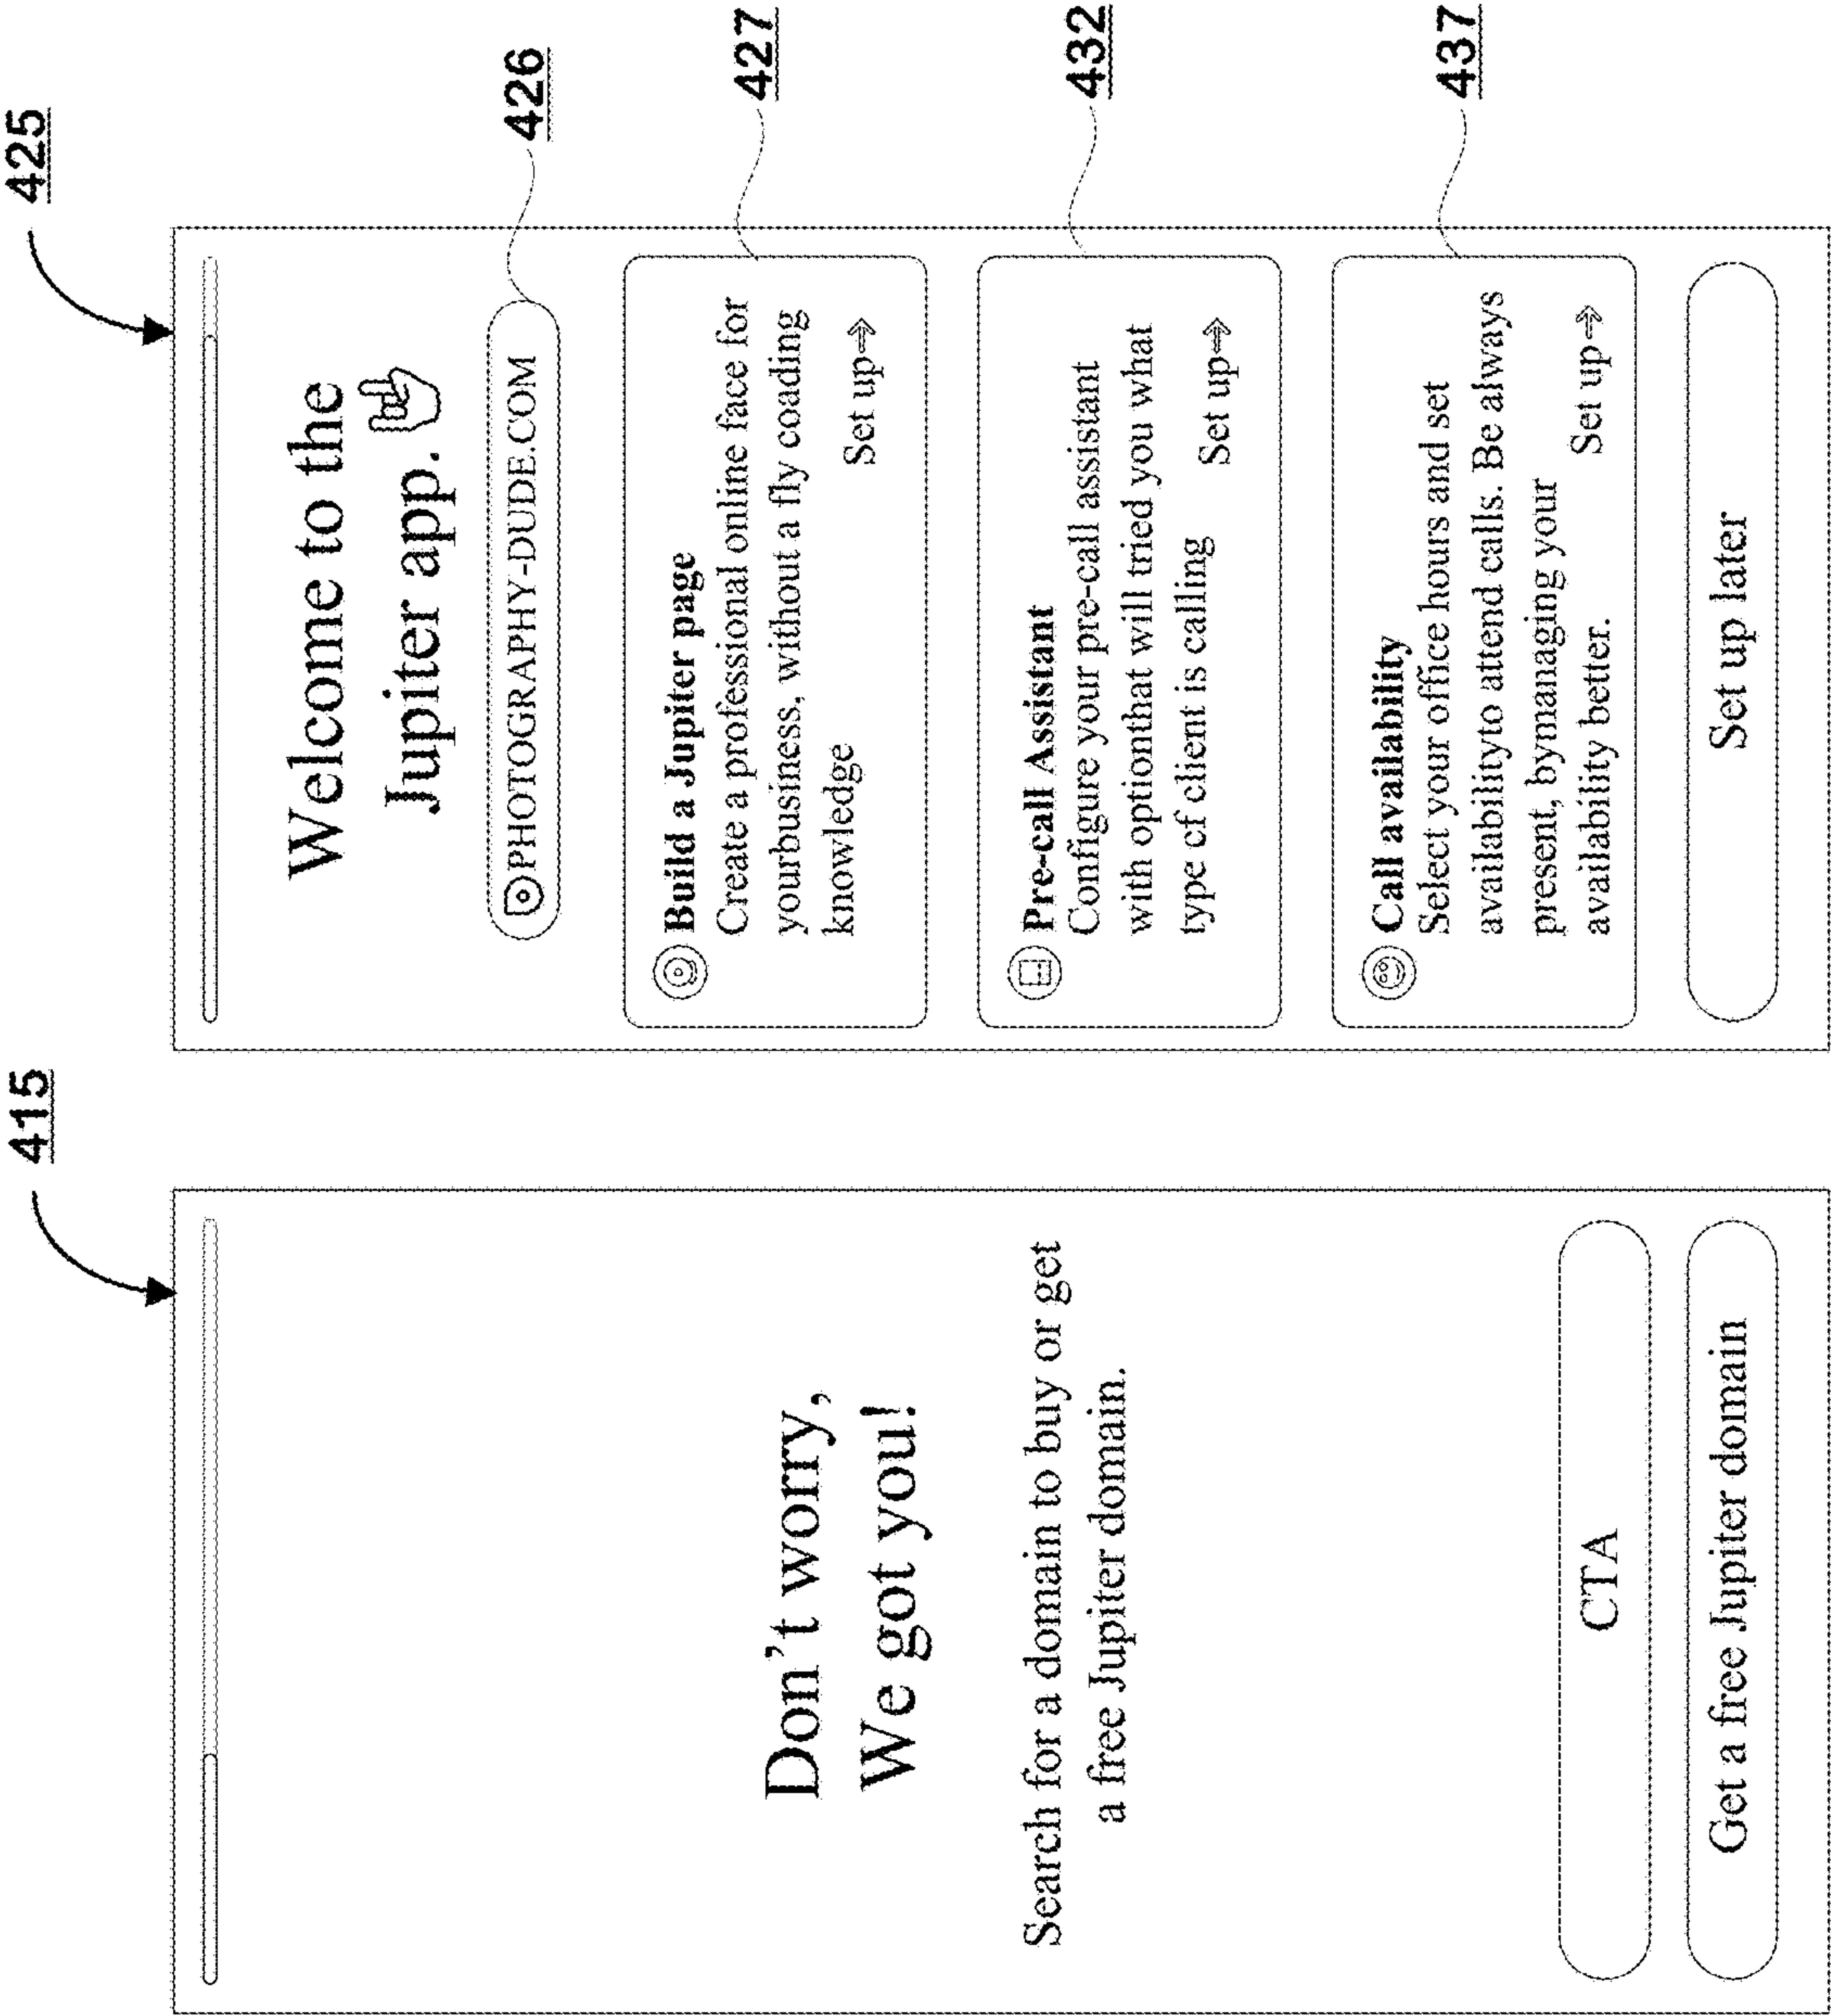 415
Don't worry,
We got you!
Search for a domain to buy or get
a free Jupiter domain.
CTA
Get a free Jupiter domain
425
Welcome to the
Jupiter app.
PHOTOGRAPHY-DUDE.COM
426
Build a Jupiter page
Create a professional online face for
yourbusiness, without a fly coading
knowledge
Set up→
427
Pre-call Assistant
Configure your pre-call assistant
with optionthat will tried you what
type cf client is calling
Set up→
432
Call availability
Select your office hours and set
availabilityto attend calls. Be always
present, bymanaging your
availability better.
Set up→
437
Set up later